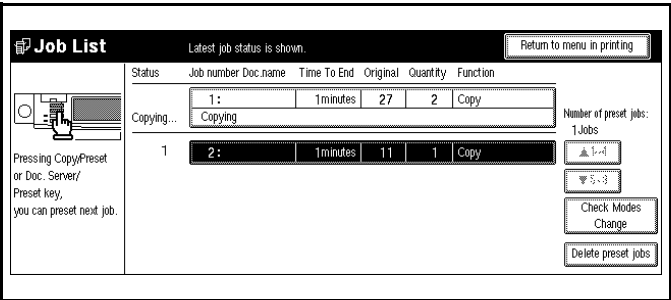 Job List
Latest job status is shown.
Return to menu in printing
Status Job number Doc.name Time To End Original Quantity Function
1: 1minutes 27 2 Copy
Copying... Copying
1 2: 1minutes 11 1 Copy
Pressing Copy/Preset
or Doc. Server/
Preset key,
you can preset next job.
Number of preset jobs:
1Jobs
Check Modes
Change
Delete preset jobs